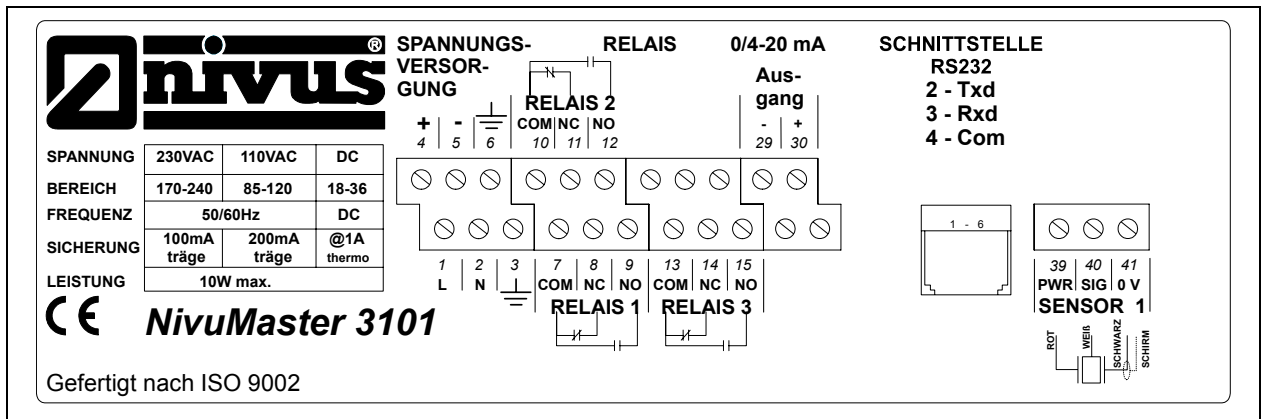 nivus ®
SPANNUNGS-
VERSOR-
GUNG
+ - 
4 5 6
RELAIS
RELAIS 2
COM NC NO
10 11 12
0/4-20 mA
Aus-
gang
- +
29 30
SCHNITTSTELLE
RS232
2 - Txd
3 - Rxd
4 - Com
SPANNUNG 230VAC 110VAC DC
BEREICH 170-240 85-120 18-36
FREQUENZ 50/60Hz DC
SICHERUNG 100mA träge 200mA träge @1A thermo
LEISTUNG 10W max.
1 2 3
L N
7 8 9
COM NC NO
RELAIS 1
13 14 15
COM NC NO
RELAIS 3
1 - 6
39 40 41
PWR SIG 0 V
SENSOR 1
ROT WEIß SCHWARZ SCHIRM
CE NivuMaster 3101
Gefertigt nach ISO 9002